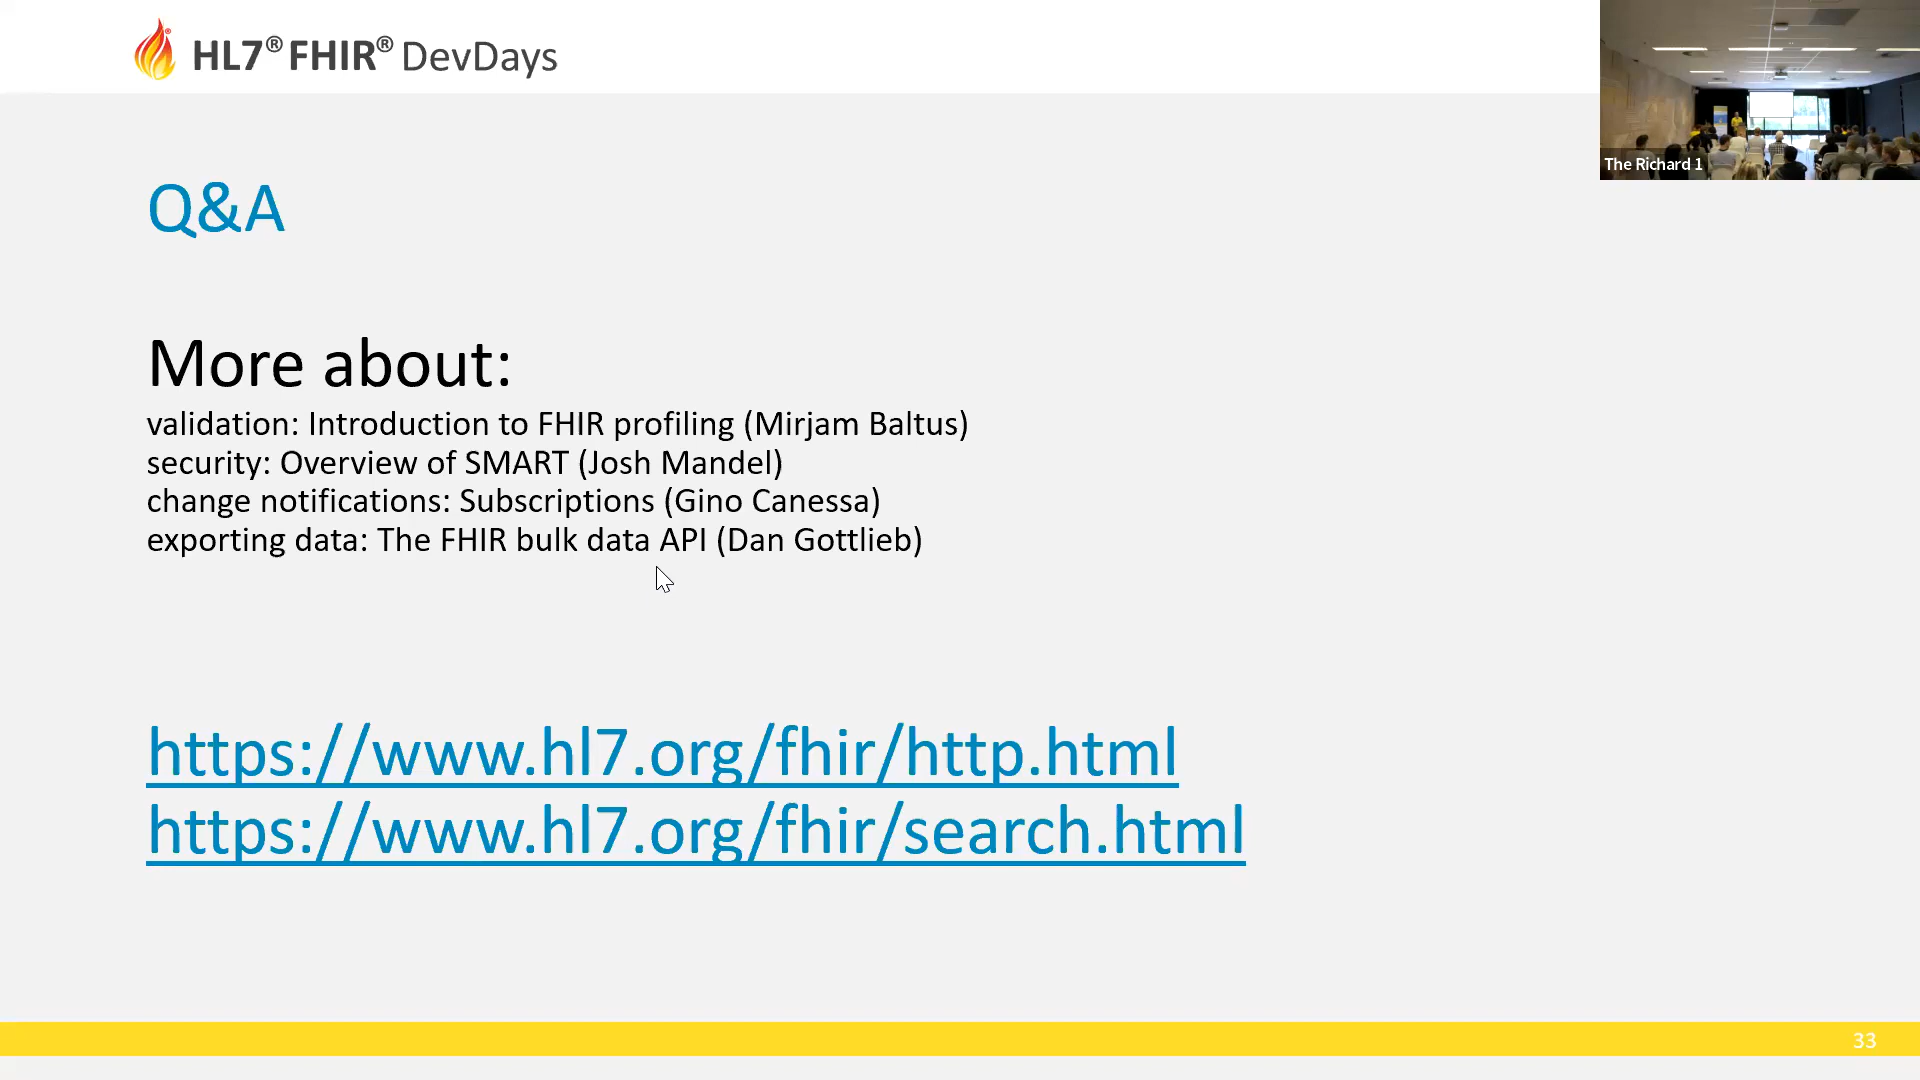 HL7® FHIR® DevDays
The Richard 1
Q&A
More about:
validation: Introduction to FHIR profiling (Mirjam Baltus)
security: Overview of SMART (Josh Mandel)
change notifications: Subscriptions (Gino Canessa)
exporting data: The FHIR bulk data API (Dan Gottlieb)
https://www.hl7.org/fhir/http.html
https://www.hl7.org/fhir/search.html
33